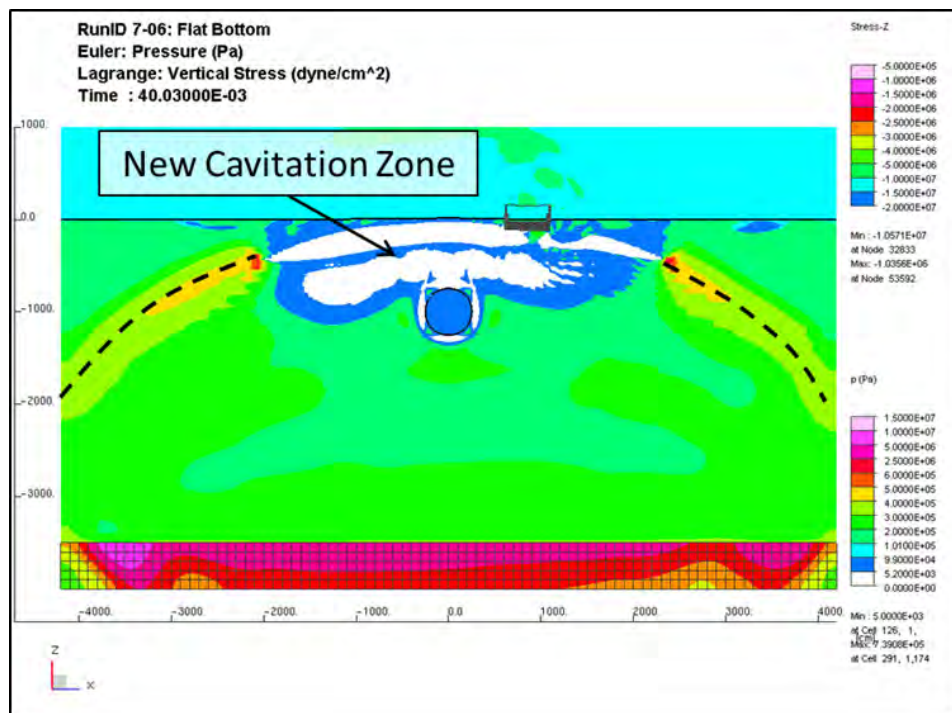 RunID 7-06: Flat Bottom
Euler: Pressure (Pa)
Lagrange: Vertical Stress (dyne/cm^2)
Time : 40.03000E-03
Stress-Z
-5.0000E+05
-1.0000E+06
-1.5000E+06
-2.0000E+06
-2.5000E+06
-3.0000E+06
-4.0000E+06
-5.0000E+06
-1.0000E+07
-1.5000E+07
-2.0000E+07
Min : -1.0571E+07
at Node 32833
Max: -1.0356E+06
at Node 53592
New Cavitation Zone
1000.
0.0
-1000.
-2000.
-3000.
p (Pa)
1.5000E+07
1.0000E+07
5.0000E+06
2.5000E+06
6.0000E+05
5.0000E+05
4.0000E+05
3.0000E+05
2.0000E+05
1.0100E+05
9.9000E+04
5.2000E+03
0.0000E+00
-4000.
-3000.
-2000.
-1000.
0.0
1000.
2000.
3000.
4000.
[cm]
Min : 5.0000E+03
at Cell 126, 1,
Max: 7.3908E+05
at Cell 291, 1,174
Z
X